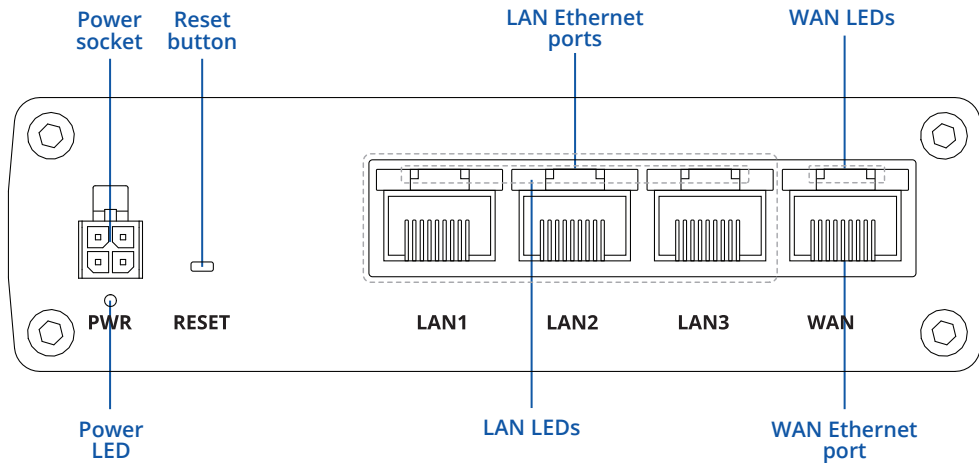 Power
socket
Reset
button
LAN Ethernet
ports
WAN LEDs
PWR
RESET
LAN1
LAN2
LAN3
WAN
Power
LED
LAN LEDs
WAN Ethernet
port